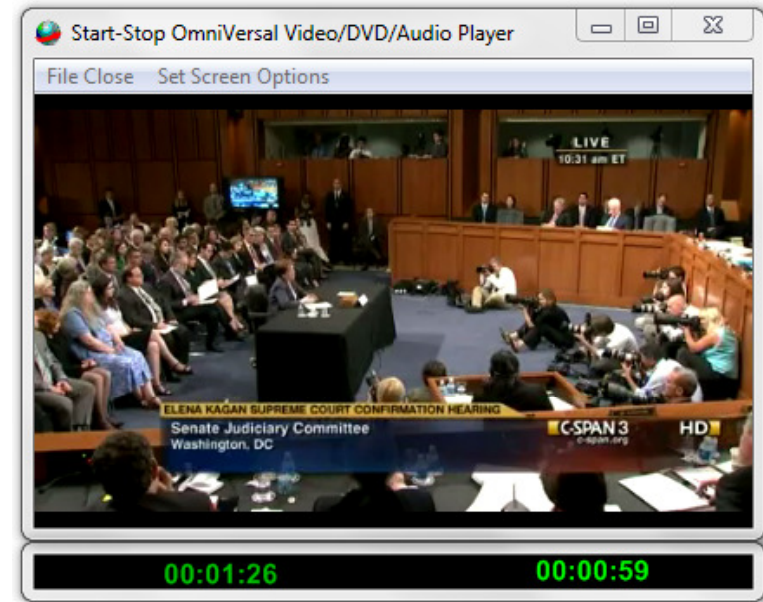 Start-Stop OmniVersal Video/DVD/Audio Player
File Close Set Screen Options
LIVE
10:31 am ET
ELENA KAGAN SUPREME COURT CONFIRMATION HEARING
Senate Judiciary Committee
Washington, DC
C-SPAN 3
c-span.org
HD
00:01:26
00:00:59